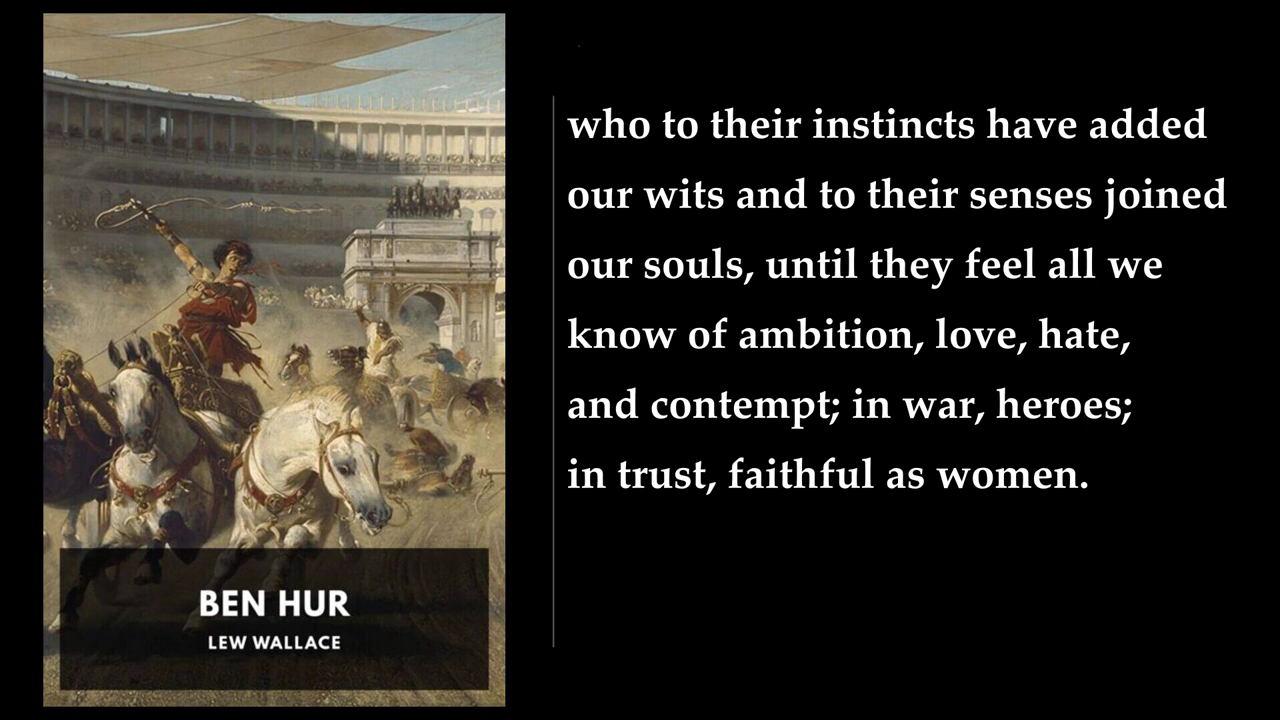 BEN HUR
LEW WALLACE
who to their instincts have added
our wits and to their senses joined
our souls, until they feel all we
know of ambition, love, hate,
and contempt; in war, heroes;
in trust, faithful as women.